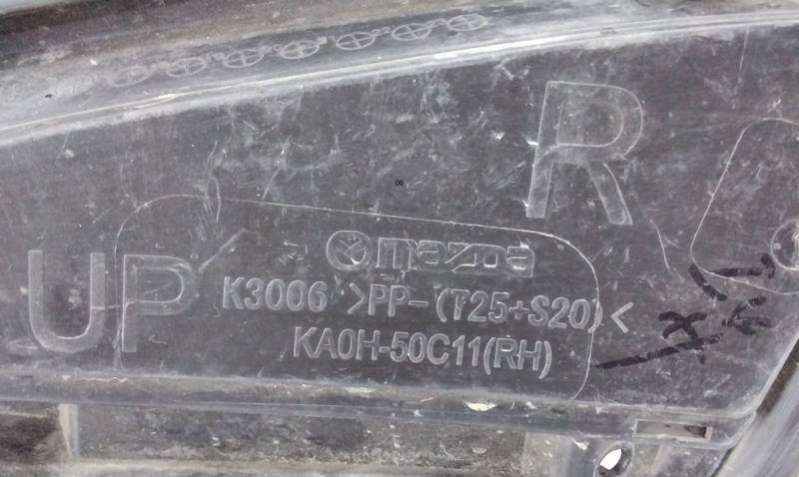 R
UP
mazda
K3006 >PP-(T25+S20)<
KA0H-50C11(RH)